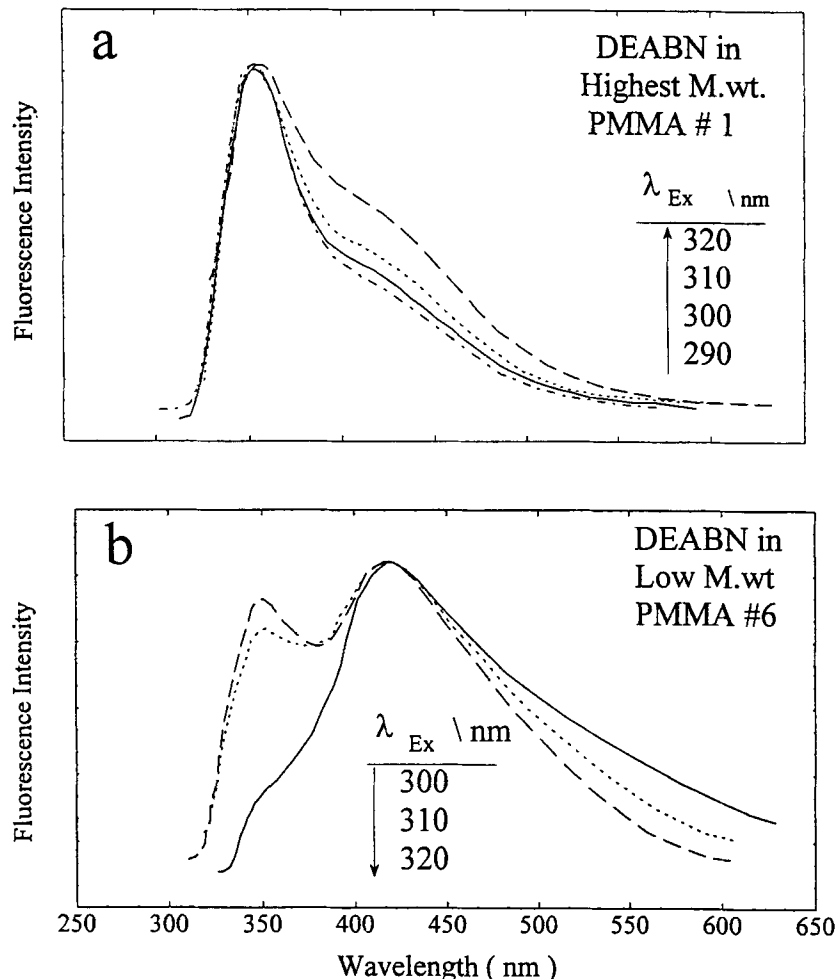 a
DEABN in
Highest M.wt.
PMMA # 1
λ Ex \ nm
320
310
300
290
Fluorescence Intensity
b
DEABN in
Low M.wt
PMMA #6
λ Ex \ nm
300
310
320
Fluorescence Intensity
250 300 350 400 450 500 550 600 650
Wavelength ( nm )